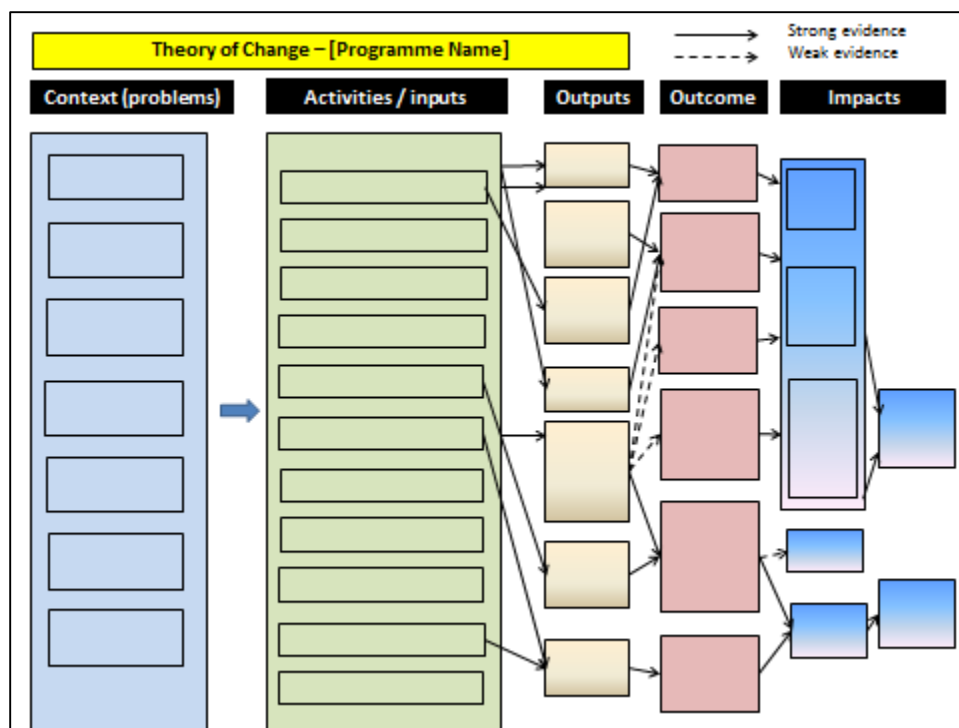 Theory of Change – [Programme Name]
Strong evidence
Weak evidence
Context (problems)
Activities / inputs
Outputs
Outcome
Impacts